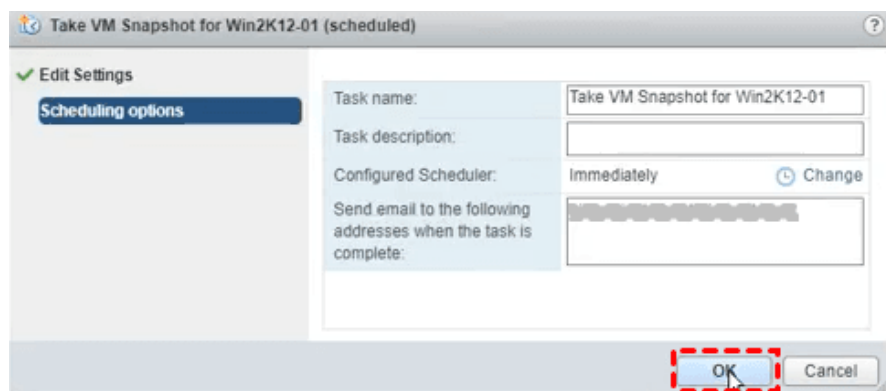 Take VM Snapshot for Win2K12-01 (scheduled) ?
Edit Settings
Scheduling options
Task name: Take VM Snapshot for Win2K12-01
Task description:
Configured Scheduler: Immediately Change
Send email to the following
addresses when the task is
complete:
OK Cancel